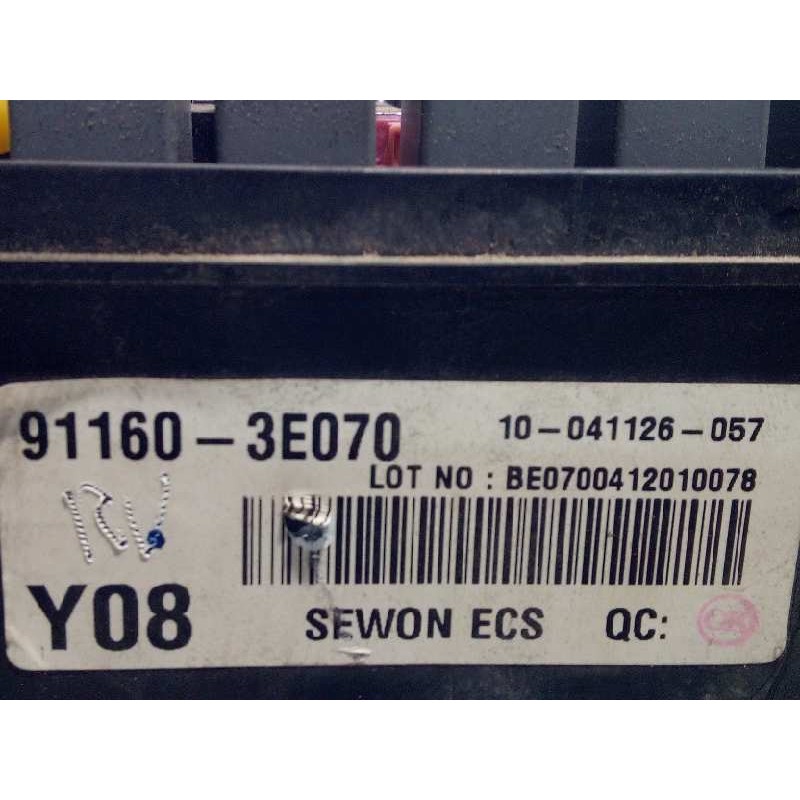 91160-3E070
10-041126-057
LOT NO : BE0700412010078
Y08
SEWON ECS
QC: